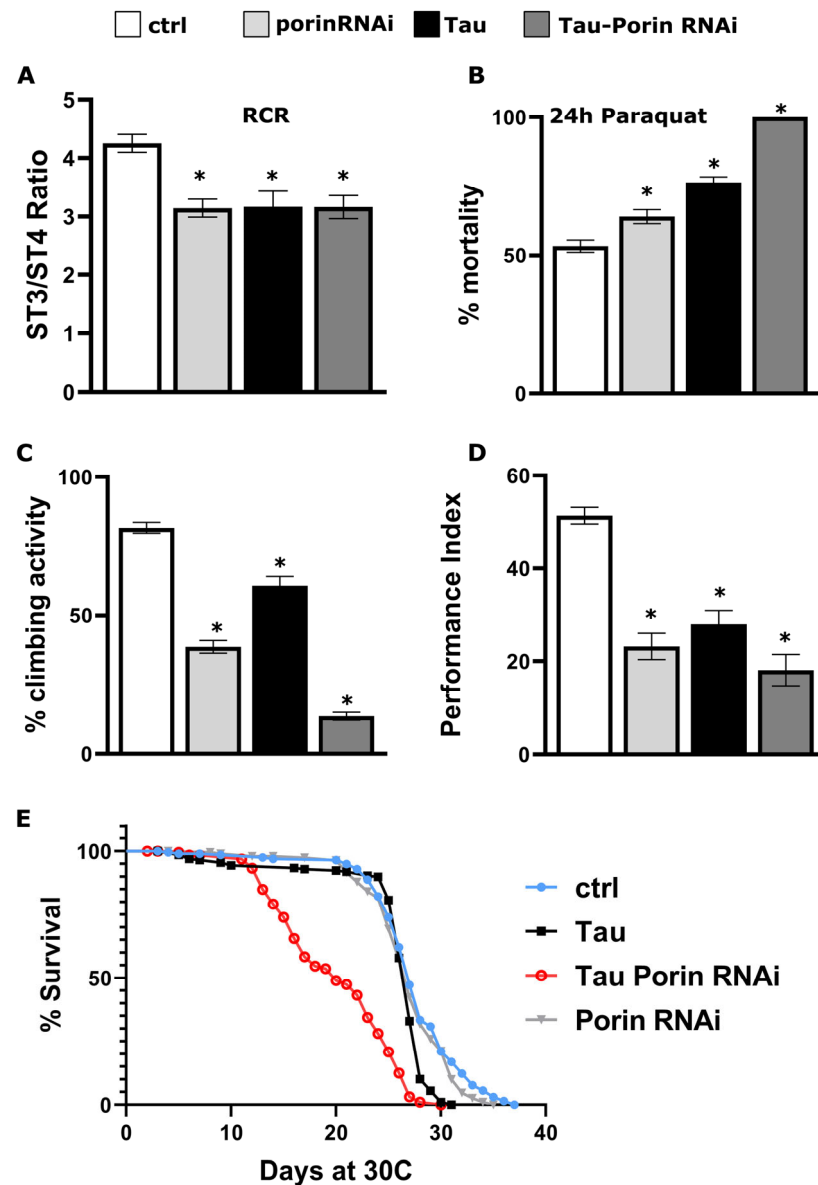 ctrl porinRNAi Tau Tau-Porin RNAi
A
RCR
ST3/ST4 Ratio
5
4
3
2
1
0
* * *
B
24h Paraquat
% mortality
100
50
0
* * *
C
% climbing activity
100
50
0
* * *
D
Performance Index
60
40
20
0
* * *
E
% Survival
100
50
0
0 10 20 30 40
Days at 30C
ctrl
Tau
Tau Porin RNAi
Porin RNAi